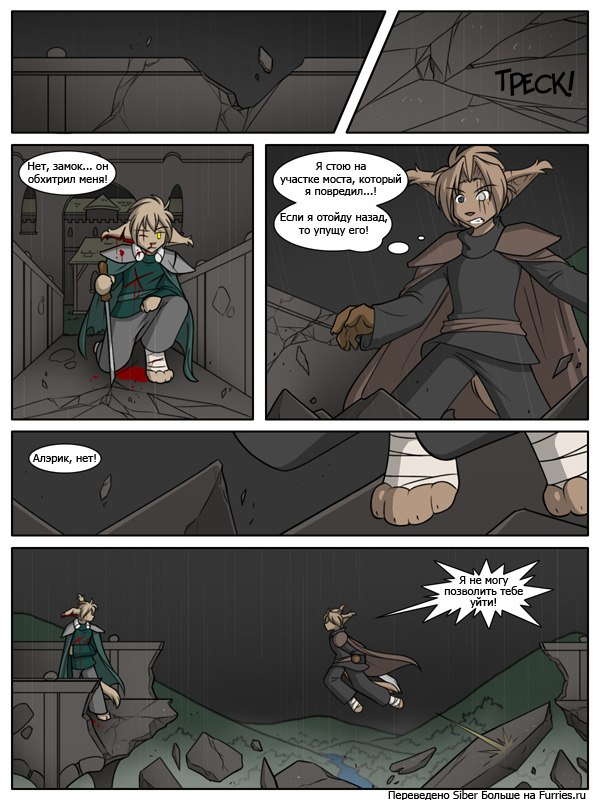 ТРЕСК!
Нет, замок... он
обхитрил меня!
Я стою на
участке моста, который
я повредил...!
Если я отойду назад,
то упущу его!
Алэрик, нет!
Я не могу
позволить тебе
уйти!
Переведено Siber Больше на Furries.ru